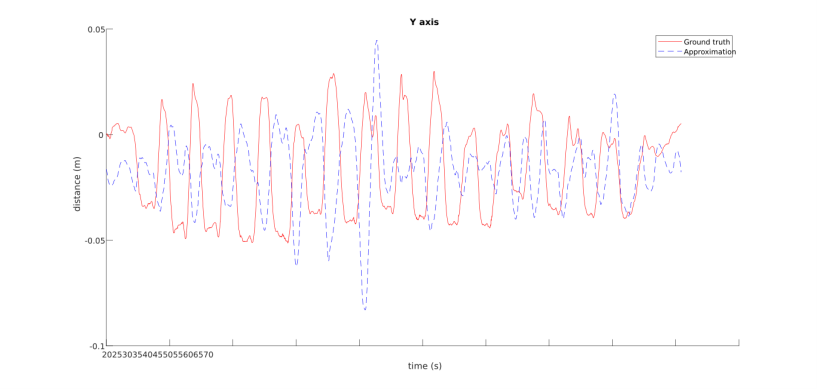 Y axis
0.05
Ground truth
Approximation
0
distance (m)
-0.05
-0.1
2025303540455055606570
time (s)